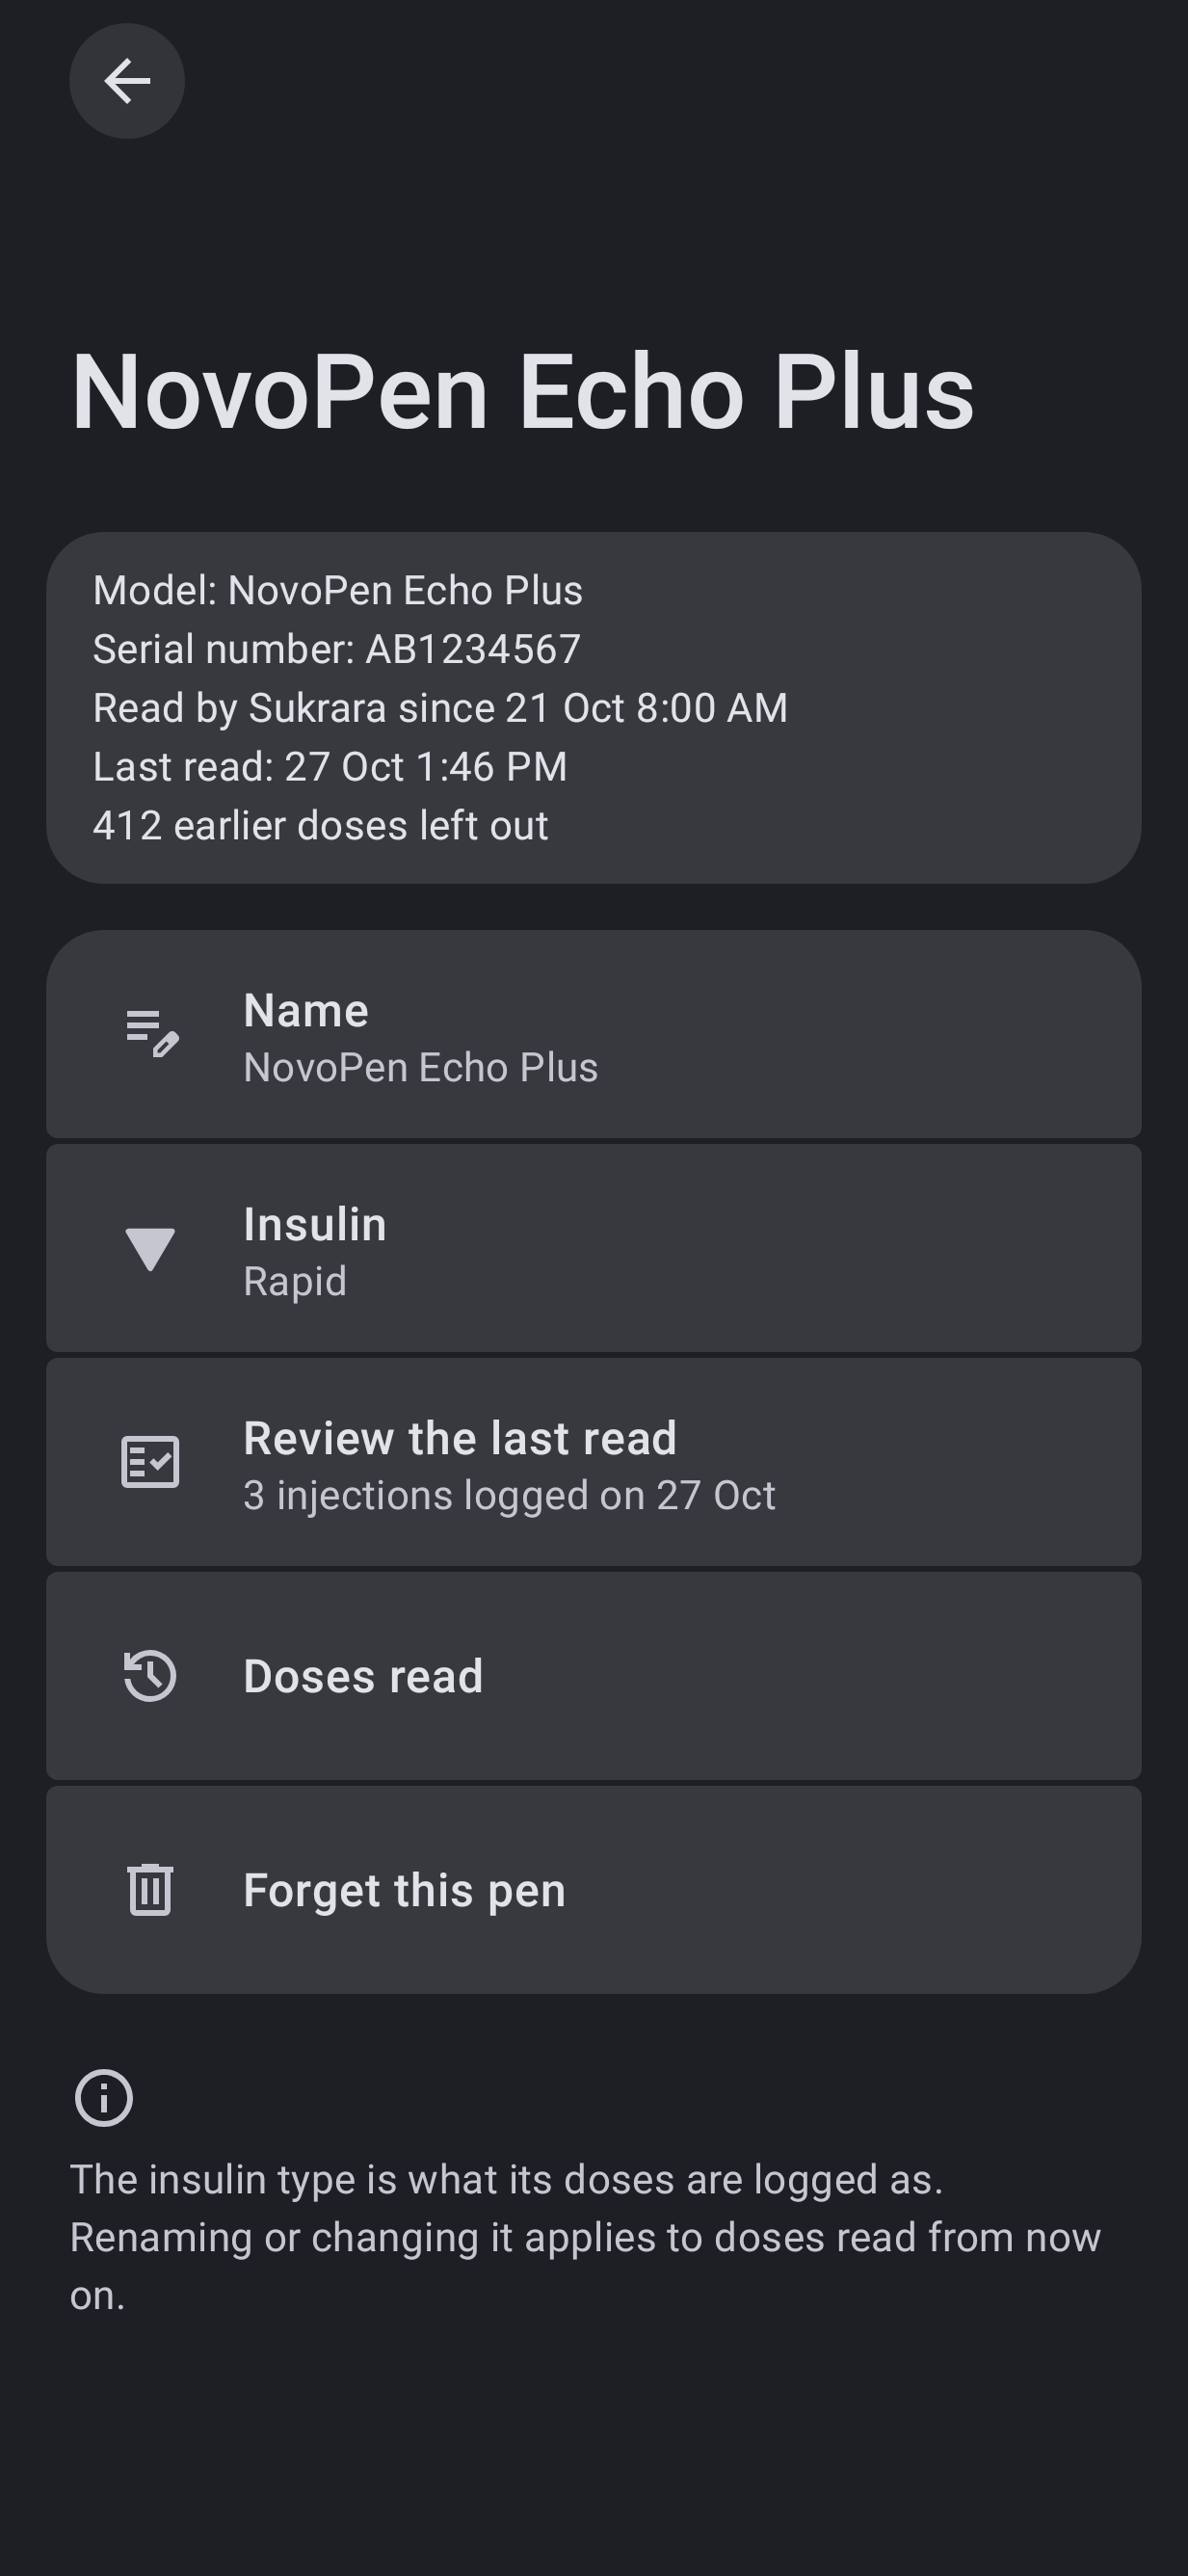 NovoPen Echo Plus
Model: NovoPen Echo Plus
Serial number: AB1234567
Read by Sukrara since 21 Oct 8:00 AM
Last read: 27 Oct 1:46 PM
412 earlier doses left out
Name
NovoPen Echo Plus
Insulin
Rapid
Review the last read
3 injections logged on 27 Oct
Doses read
Forget this pen
The insulin type is what its doses are logged as.
Renaming or changing it applies to doses read from now
on.